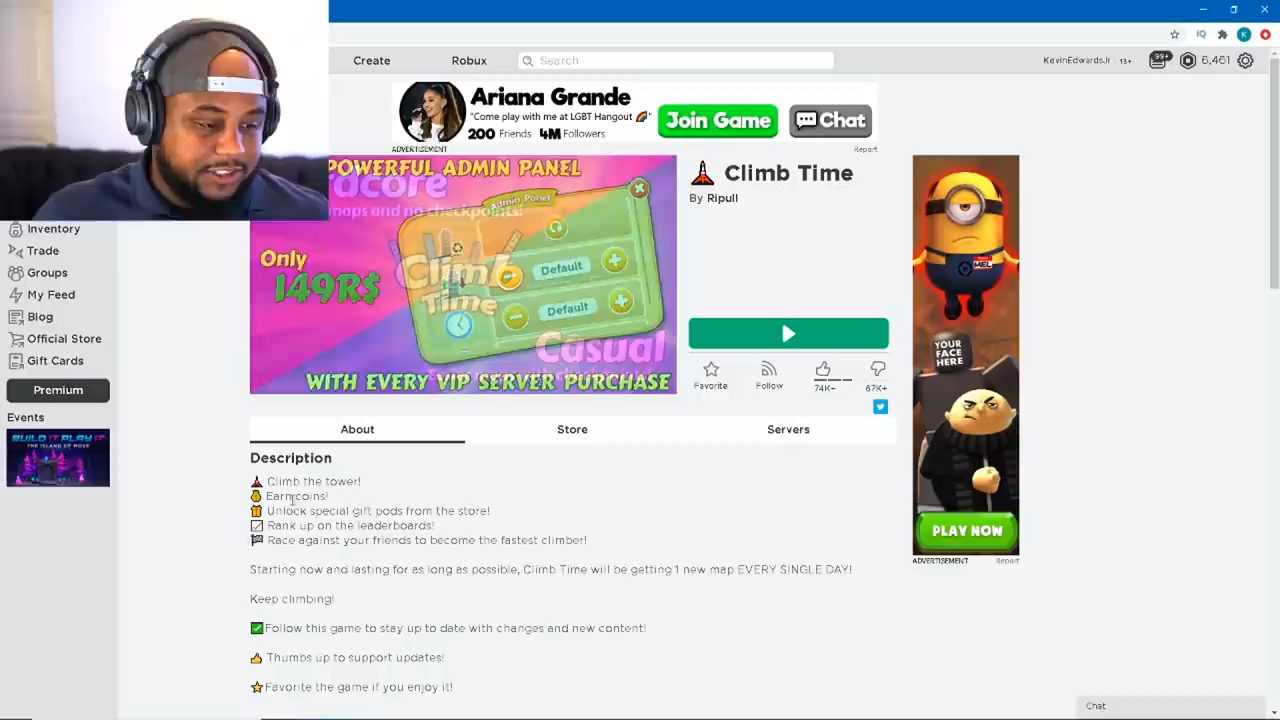 Create
Robux
Search
KevinEdwardsJr 13+
99+
6,461
Ariana Grande
"Come play with me at LGBT Hangout 🌈"
200 Friends 4M Followers
Join Game
Chat
ADVERTISEMENT
Report
POWERFUL ADMIN PANEL
maps and no checkpoints!
Admin Panel
Only
149R$
Climb
Time
Default
Default
Casual
WITH EVERY VIP SERVER PURCHASE
Climb Time
By Ripull
Favorite
Follow
74K+
67K+
Inventory
Trade
Groups
My Feed
Blog
Official Store
Gift Cards
Premium
Events
BUILD IT PLAY IT
THE ISLAND OF MOVE
About
Store
Servers
Description
Climb the tower!
Earn coins!
Unlock special gift pods from the store!
Rank up on the leaderboards!
Race against your friends to become the fastest climber!
Starting now and lasting for as long as possible, Climb Time will be getting 1 new map EVERY SINGLE DAY!
Keep climbing!
Follow this game to stay up to date with changes and new content!
Thumbs up to support updates!
Favorite the game if you enjoy it!
MEL
YOUR
FACE
HERE
PLAY NOW
ADVERTISEMENT
Report
Chat